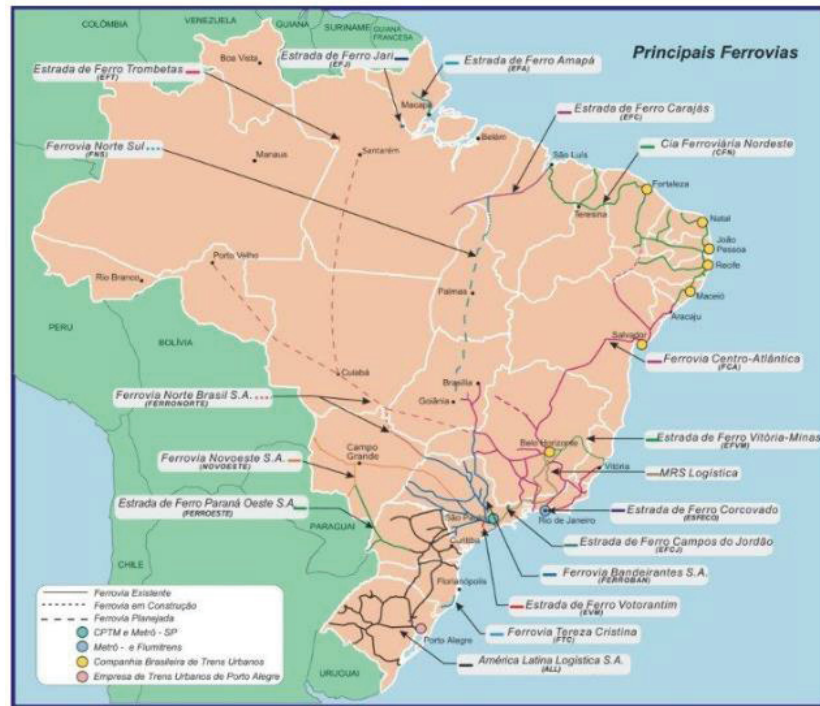 Principais Ferrovias
COLÔMBIA
VENEZUELA
GUIANA
SURINAME
GUIANA
FRANCESA
Boa Vista
Estrada de Ferro Jari
(EFJ)
Estrada de Ferro Amapá
(EFA)
Estrada de Ferro Trombetas
(EFT)
Macapá
Estrada de Ferro Carajás
(EFC)
Belém
Ferrovia Norte Sul
(FNS)
Manaus
Santarém
São Luís
Cia Ferroviária Nordeste
(CFN)
Fortaleza
Teresina
Natal
João
Pessoa
Recife
Porto Velho
Rio Branco
Palmas
Maceió
Aracaju
PERU
BOLÍVIA
Salvador
Ferrovia Centro-Atlântica
(FCA)
Cuiabá
Brasília
Goiânia
Ferrovia Norte Brasil S.A.
(FERRONORTE)
Belo Horizonte
Estrada de Ferro Vitória-Minas
(EFVM)
Campo
Grande
Ferrovia Novoeste S.A.
(NOVOESTE)
Vitória
MRS Logística
Estrada de Ferro Paraná Oeste S.A.
(FERROESTE)
São Paulo
Rio de Janeiro
Estrada de Ferro Corcovado
(ESFECO)
PARAGUAI
Curitiba
Estrada de Ferro Campos do Jordão
(EFCJ)
CHILE
Ferrovia Bandeirantes S.A.
(FERROBAN)
Florianópolis
Estrada de Ferro Votorantim
(EVM)
Ferrovia Tereza Cristina
(FTC)
Porto Alegre
América Latina Logística S.A.
(ALL)
URUGUAI
Ferrovia Existente
Ferrovia em Construção
Ferrovia Planejada
CPTM e Metrô - SP
Metrô - e Flumitrens
Companhia Brasileira de Trens Urbanos
Empresa de Trens Urbanos de Porto Alegre